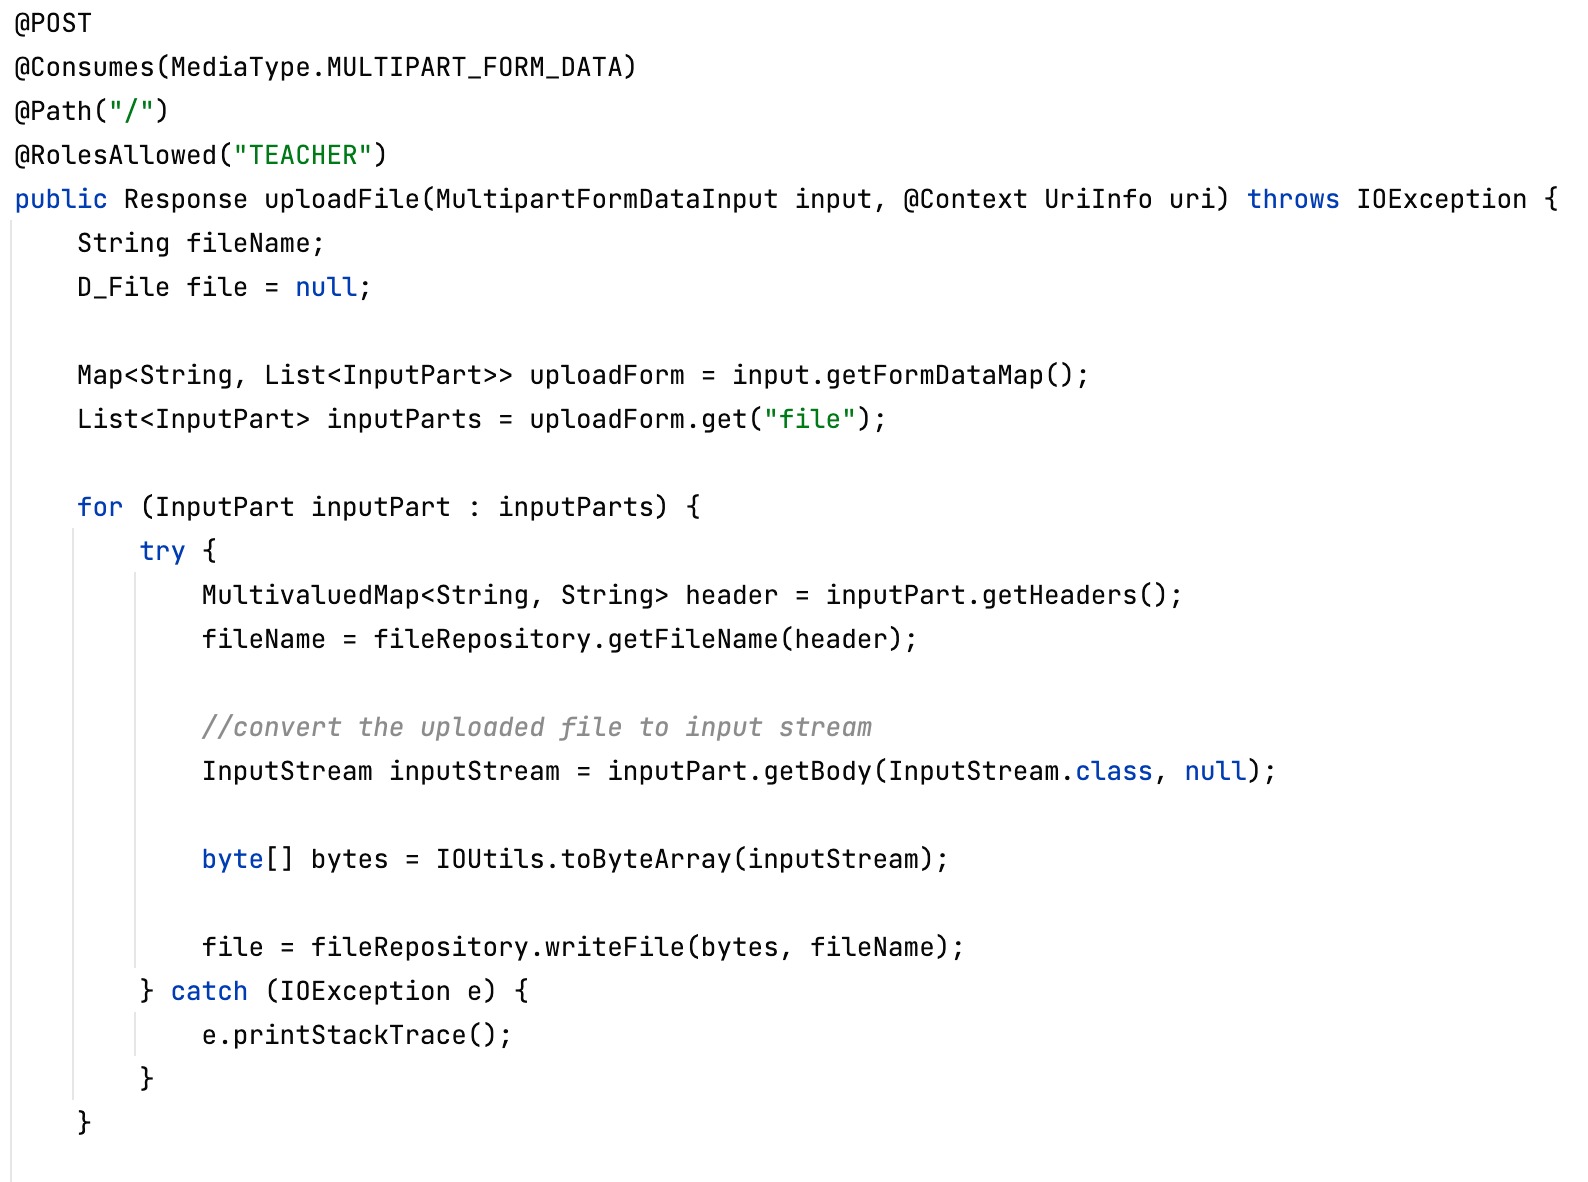 @POST
@Consumes(MediaType.MULTIPART_FORM_DATA)
@Path("/")
@RolesAllowed("TEACHER")
public Response uploadFile(MultipartFormDataInput input, @Context UriInfo uri) throws IOException {
    String fileName;
    D_File file = null;

    Map<String, List<InputPart>> uploadForm = input.getFormDataMap();
    List<InputPart> inputParts = uploadForm.get("file");

    for (InputPart inputPart : inputParts) {
        try {
            MultivaluedMap<String, String> header = inputPart.getHeaders();
            fileName = fileRepository.getFileName(header);

            //convert the uploaded file to input stream
            InputStream inputStream = inputPart.getBody(InputStream.class, null);

            byte[] bytes = IOUtils.toByteArray(inputStream);

            file = fileRepository.writeFile(bytes, fileName);
        } catch (IOException e) {
            e.printStackTrace();
        }
    }